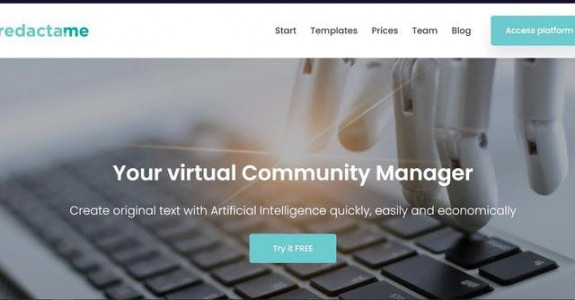 redactame
Start Templates Prices Team Blog Access platform
Your virtual Community Manager
Create original text with Artificial Intelligence quickly, easily and economically
Try it FREE